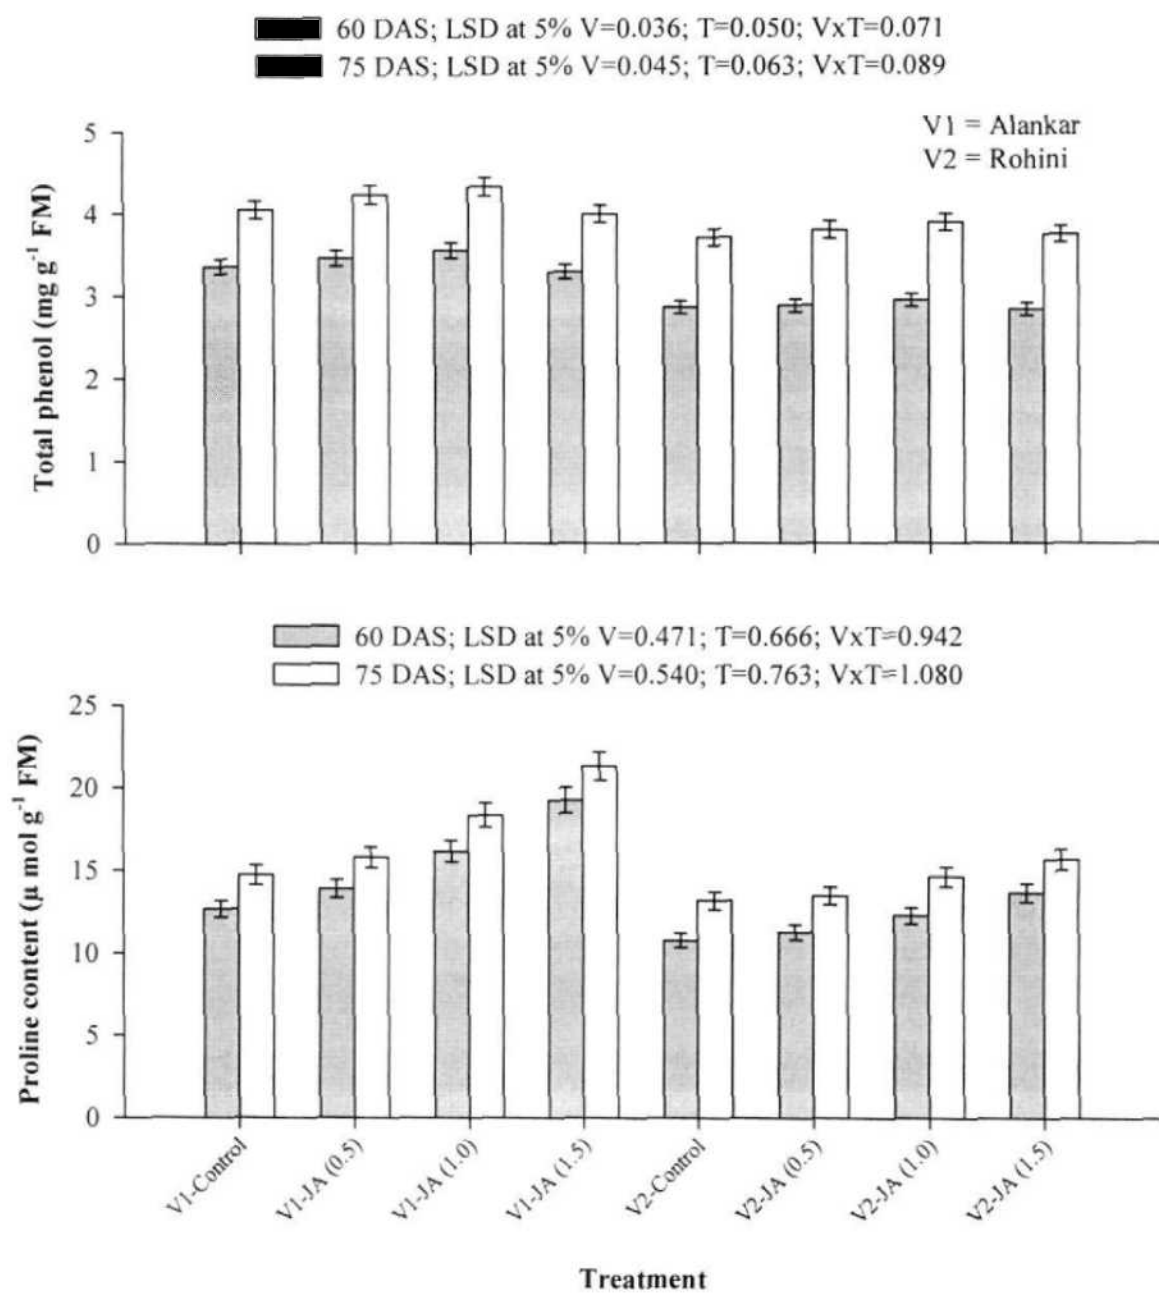 60 DAS; LSD at 5% V=0.036; T=0.050; VxT=0.071
75 DAS; LSD at 5% V=0.045; T=0.063; VxT=0.089
V1 = Alankar
V2 = Rohini
Total phenol (mg g⁻¹ FM)
5
4
3
2
1
0
60 DAS; LSD at 5% V=0.471; T=0.666; VxT=0.942
75 DAS; LSD at 5% V=0.540; T=0.763; VxT=1.080
Proline content (µ mol g⁻¹ FM)
25
20
15
10
5
0
V1-Control
V1-JA (0.5)
V1-JA (1.0)
V1-JA (1.5)
V2-Control
V2-JA (0.5)
V2-JA (1.0)
V2-JA (1.5)
Treatment